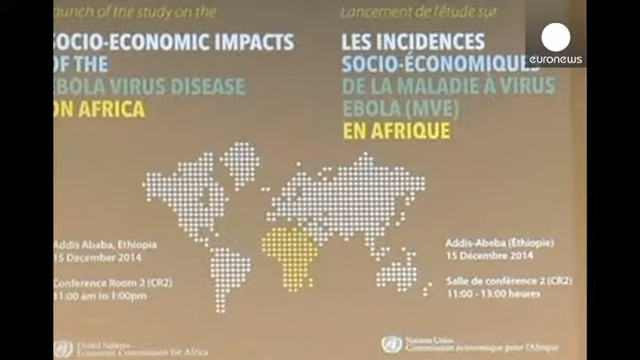 aunch of the study on the
SOCIO-ECONOMIC IMPACTS
OF THE
EBOLA VIRUS DISEASE
ON AFRICA
Addis Ababa, Ethiopia
15 December 2014
Conference Room 2 (CR2)
11:00 am to 1:00pm
United Nations
Economic Commission for Africa
Lancement de l'étude sur
LES INCIDENCES
SOCIO-ÉCONOMIQUES
DE LA MALADIE À VIRUS
EBOLA (MVE)
EN AFRIQUE
Addis-Abeba (Éthiopie)
15 Décembre 2014
Salle de conférence 2 (CR2)
11:00 - 13:00 heures
Nations Unies
Commission économique pour l'Afrique
euronews